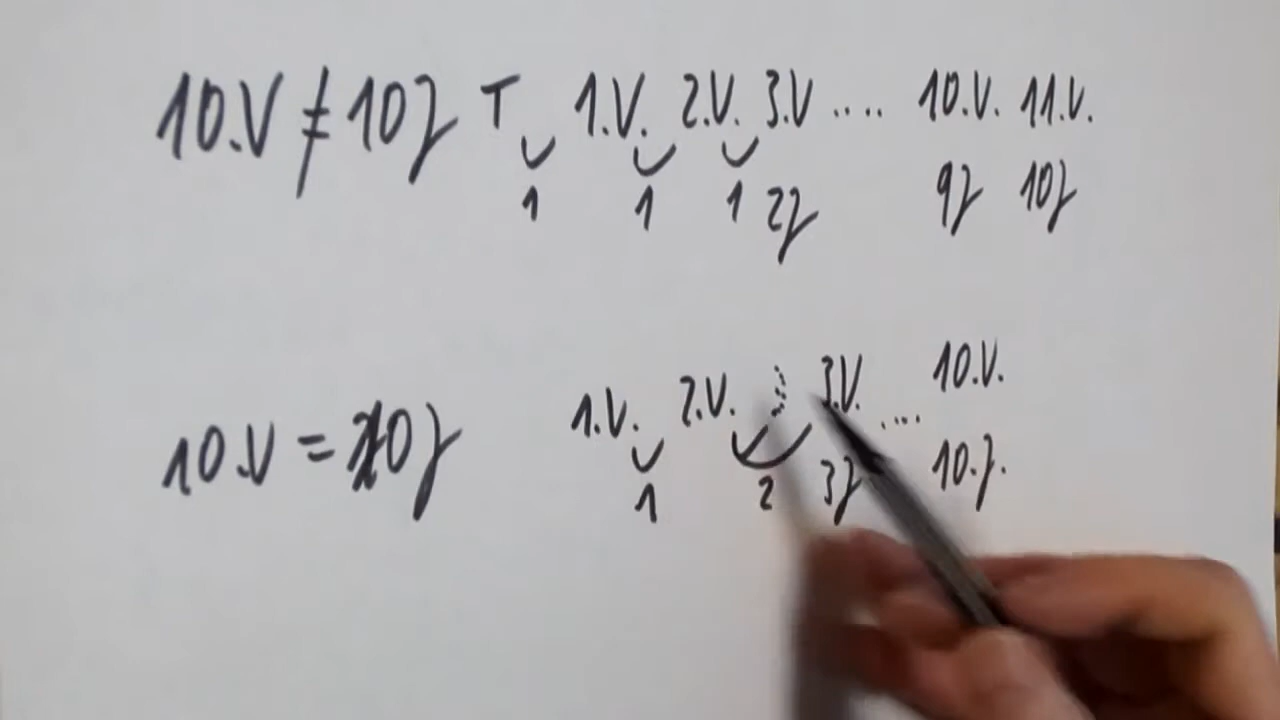 10.V ≠ 10J T 1.V. 2.V. 3.V .... 10.V. 11.V.
1 1 1 2J 9J 10J
1.V. 2.V. 3.V. ... 10.V.
10.V = 10J
1 2 3J 10.J.